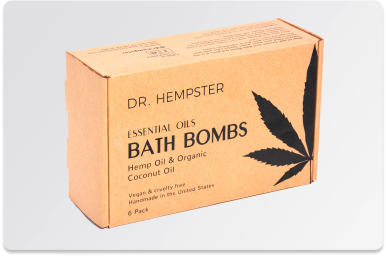 DR. HEMPSTER
ESSENTIAL OILS
BATH BOMBS
Hemp Oil & Organic
Coconut Oil
Vegan & cruelty free
Handmade in the United States
6 Pack